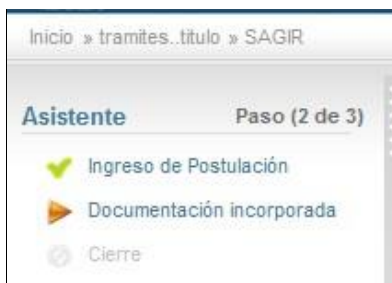 Inicio » tramites..titulo » SAGIR
Asistente Paso (2 de 3)
Ingreso de Postulación
Documentación incorporada
Cierre